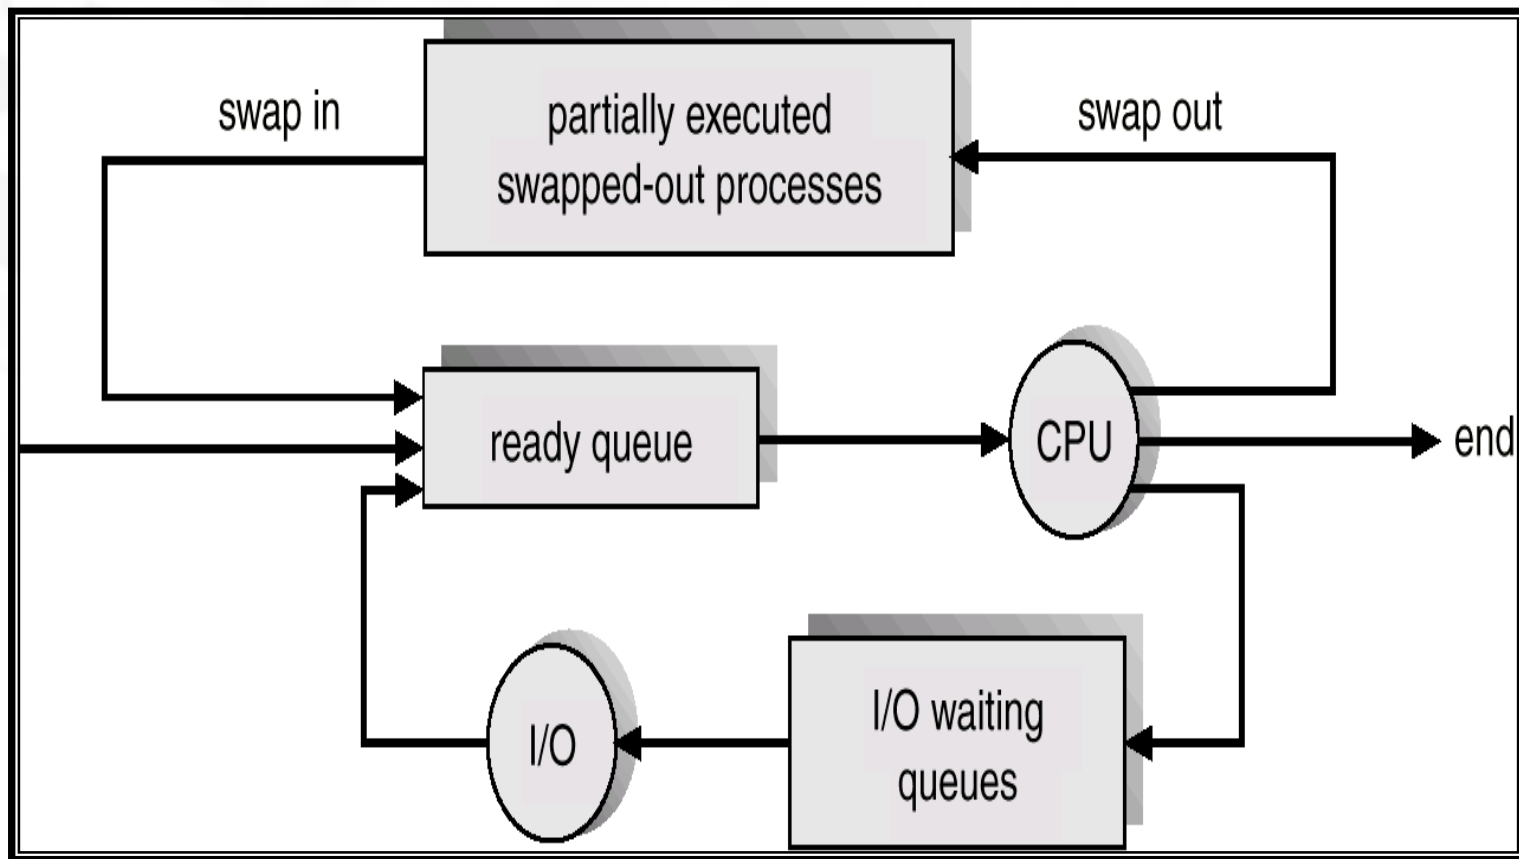 swap in
partially executed
swapped-out processes
swap out
ready queue
CPU
end
I/O
I/O waiting
queues